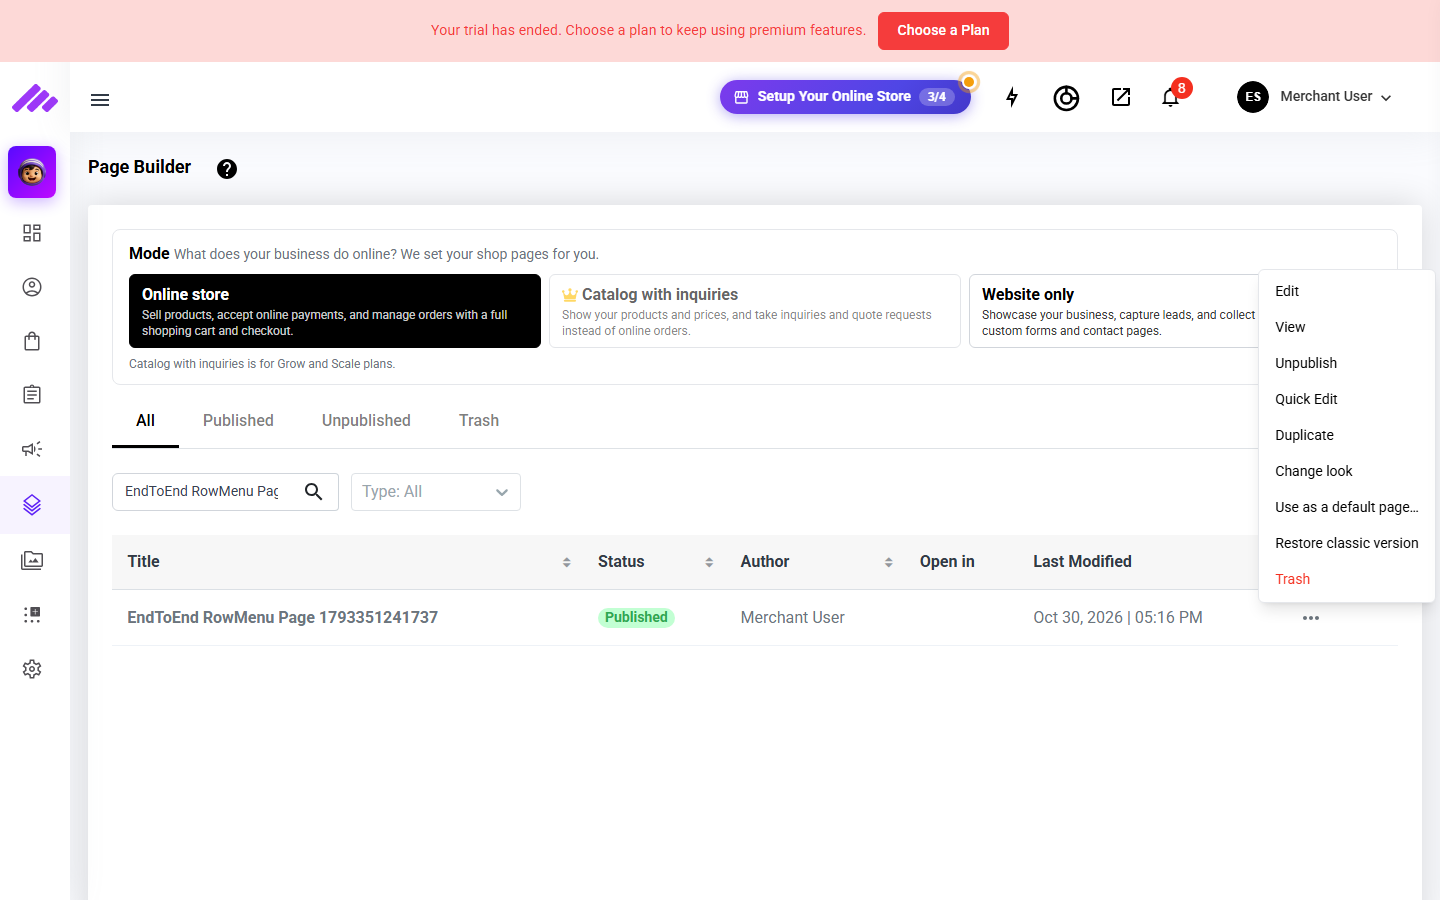 Your trial has ended. Choose a plan to keep using premium features.
Choose a Plan
Setup Your Online Store 3/4
8
ES
Merchant User
Page Builder
?
Mode What does your business do online? We set your shop pages for you.
Online store
Sell products, accept online payments, and manage orders with a full
shopping cart and checkout.
Catalog with inquiries
Show your products and prices, and take inquiries and quote requests
instead of online orders.
Website only
Showcase your business, capture leads, and collect
custom forms and contact pages.
Catalog with inquiries is for Grow and Scale plans.
All
Published
Unpublished
Trash
EndToEnd RowMenu Pag
Type: All
Title
Status
Author
Open in
Last Modified
EndToEnd RowMenu Page 1793351241737
Published
Merchant User
Oct 30, 2026 | 05:16 PM
Edit
View
Unpublish
Quick Edit
Duplicate
Change look
Use as a default page...
Restore classic version
Trash